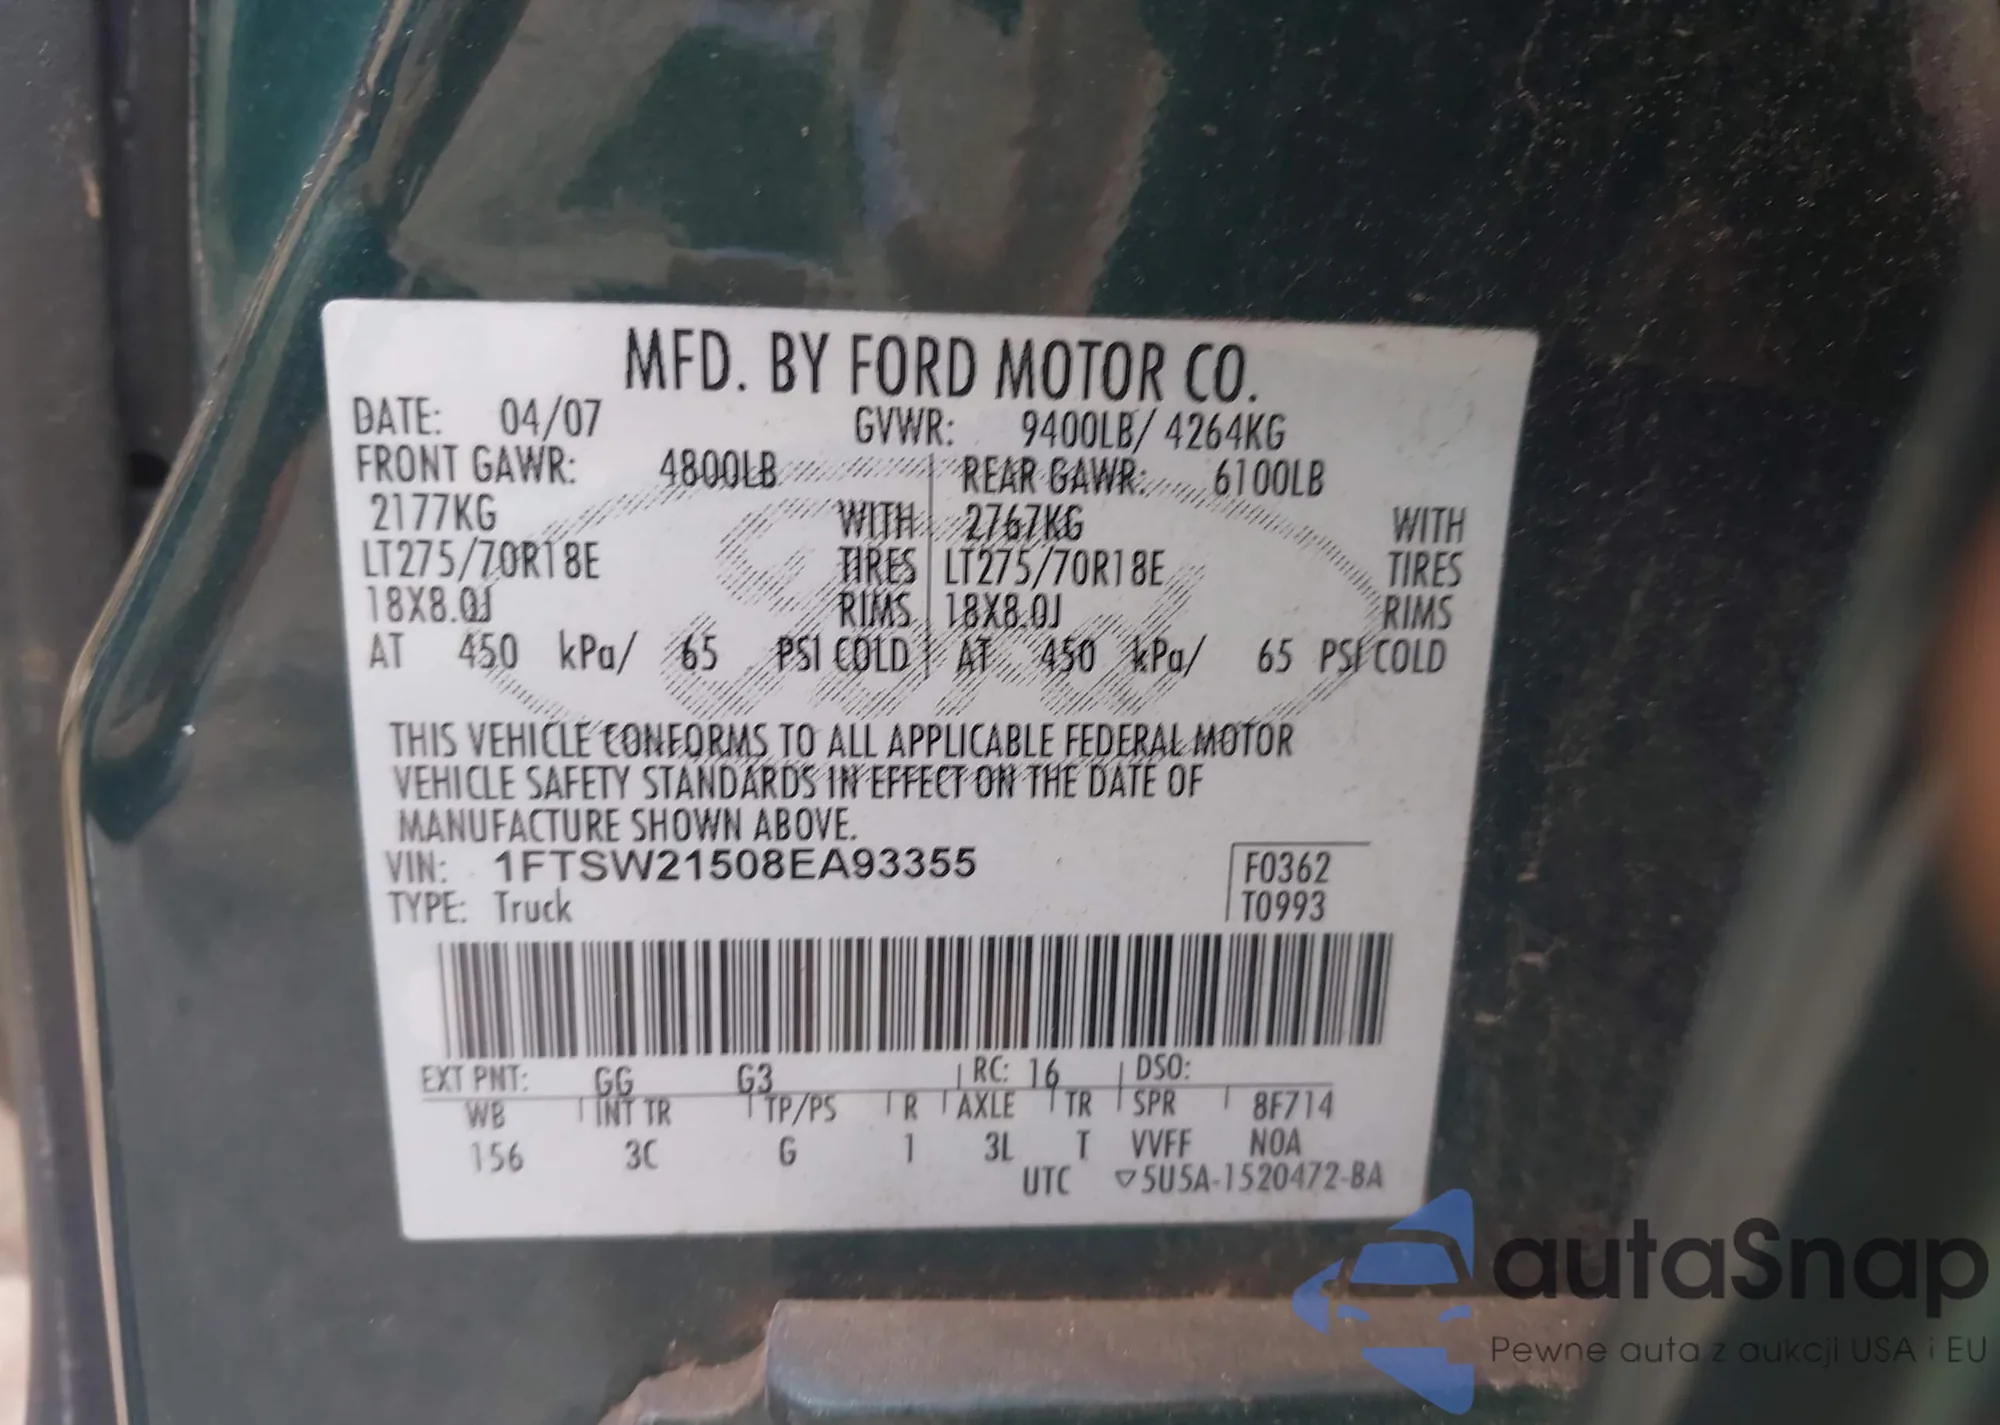 MFD. BY FORD MOTOR CO.
DATE: 04/07 GVWR: 9400LB/ 4264KG
FRONT GAWR: 4800LB REAR GAWR: 6100LB
2177KG WITH 2767KG WITH
LT275/70R18E TIRES LT275/70R18E TIRES
18X8.0J RIMS 18X8.0J RIMS
AT 450 kPa/ 65 PSI COLD AT 450 kPa/ 65 PSI COLD
THIS VEHICLE CONFORMS TO ALL APPLICABLE FEDERAL MOTOR
VEHICLE SAFETY STANDARDS IN EFFECT ON THE DATE OF
MANUFACTURE SHOWN ABOVE.
VIN: 1FTSW21508EA93355 F0362
TYPE: Truck T0993
EXT PNT: GG G3 RC: 16 DSO:
WB INT TR TP/PS R AXLE TR SPR 8F714
156 3C G 1 3L T VVFF NOA
UTC ▽5U5A-1520472-BA
autaSnap
Pewne auta z aukcji USA i EU